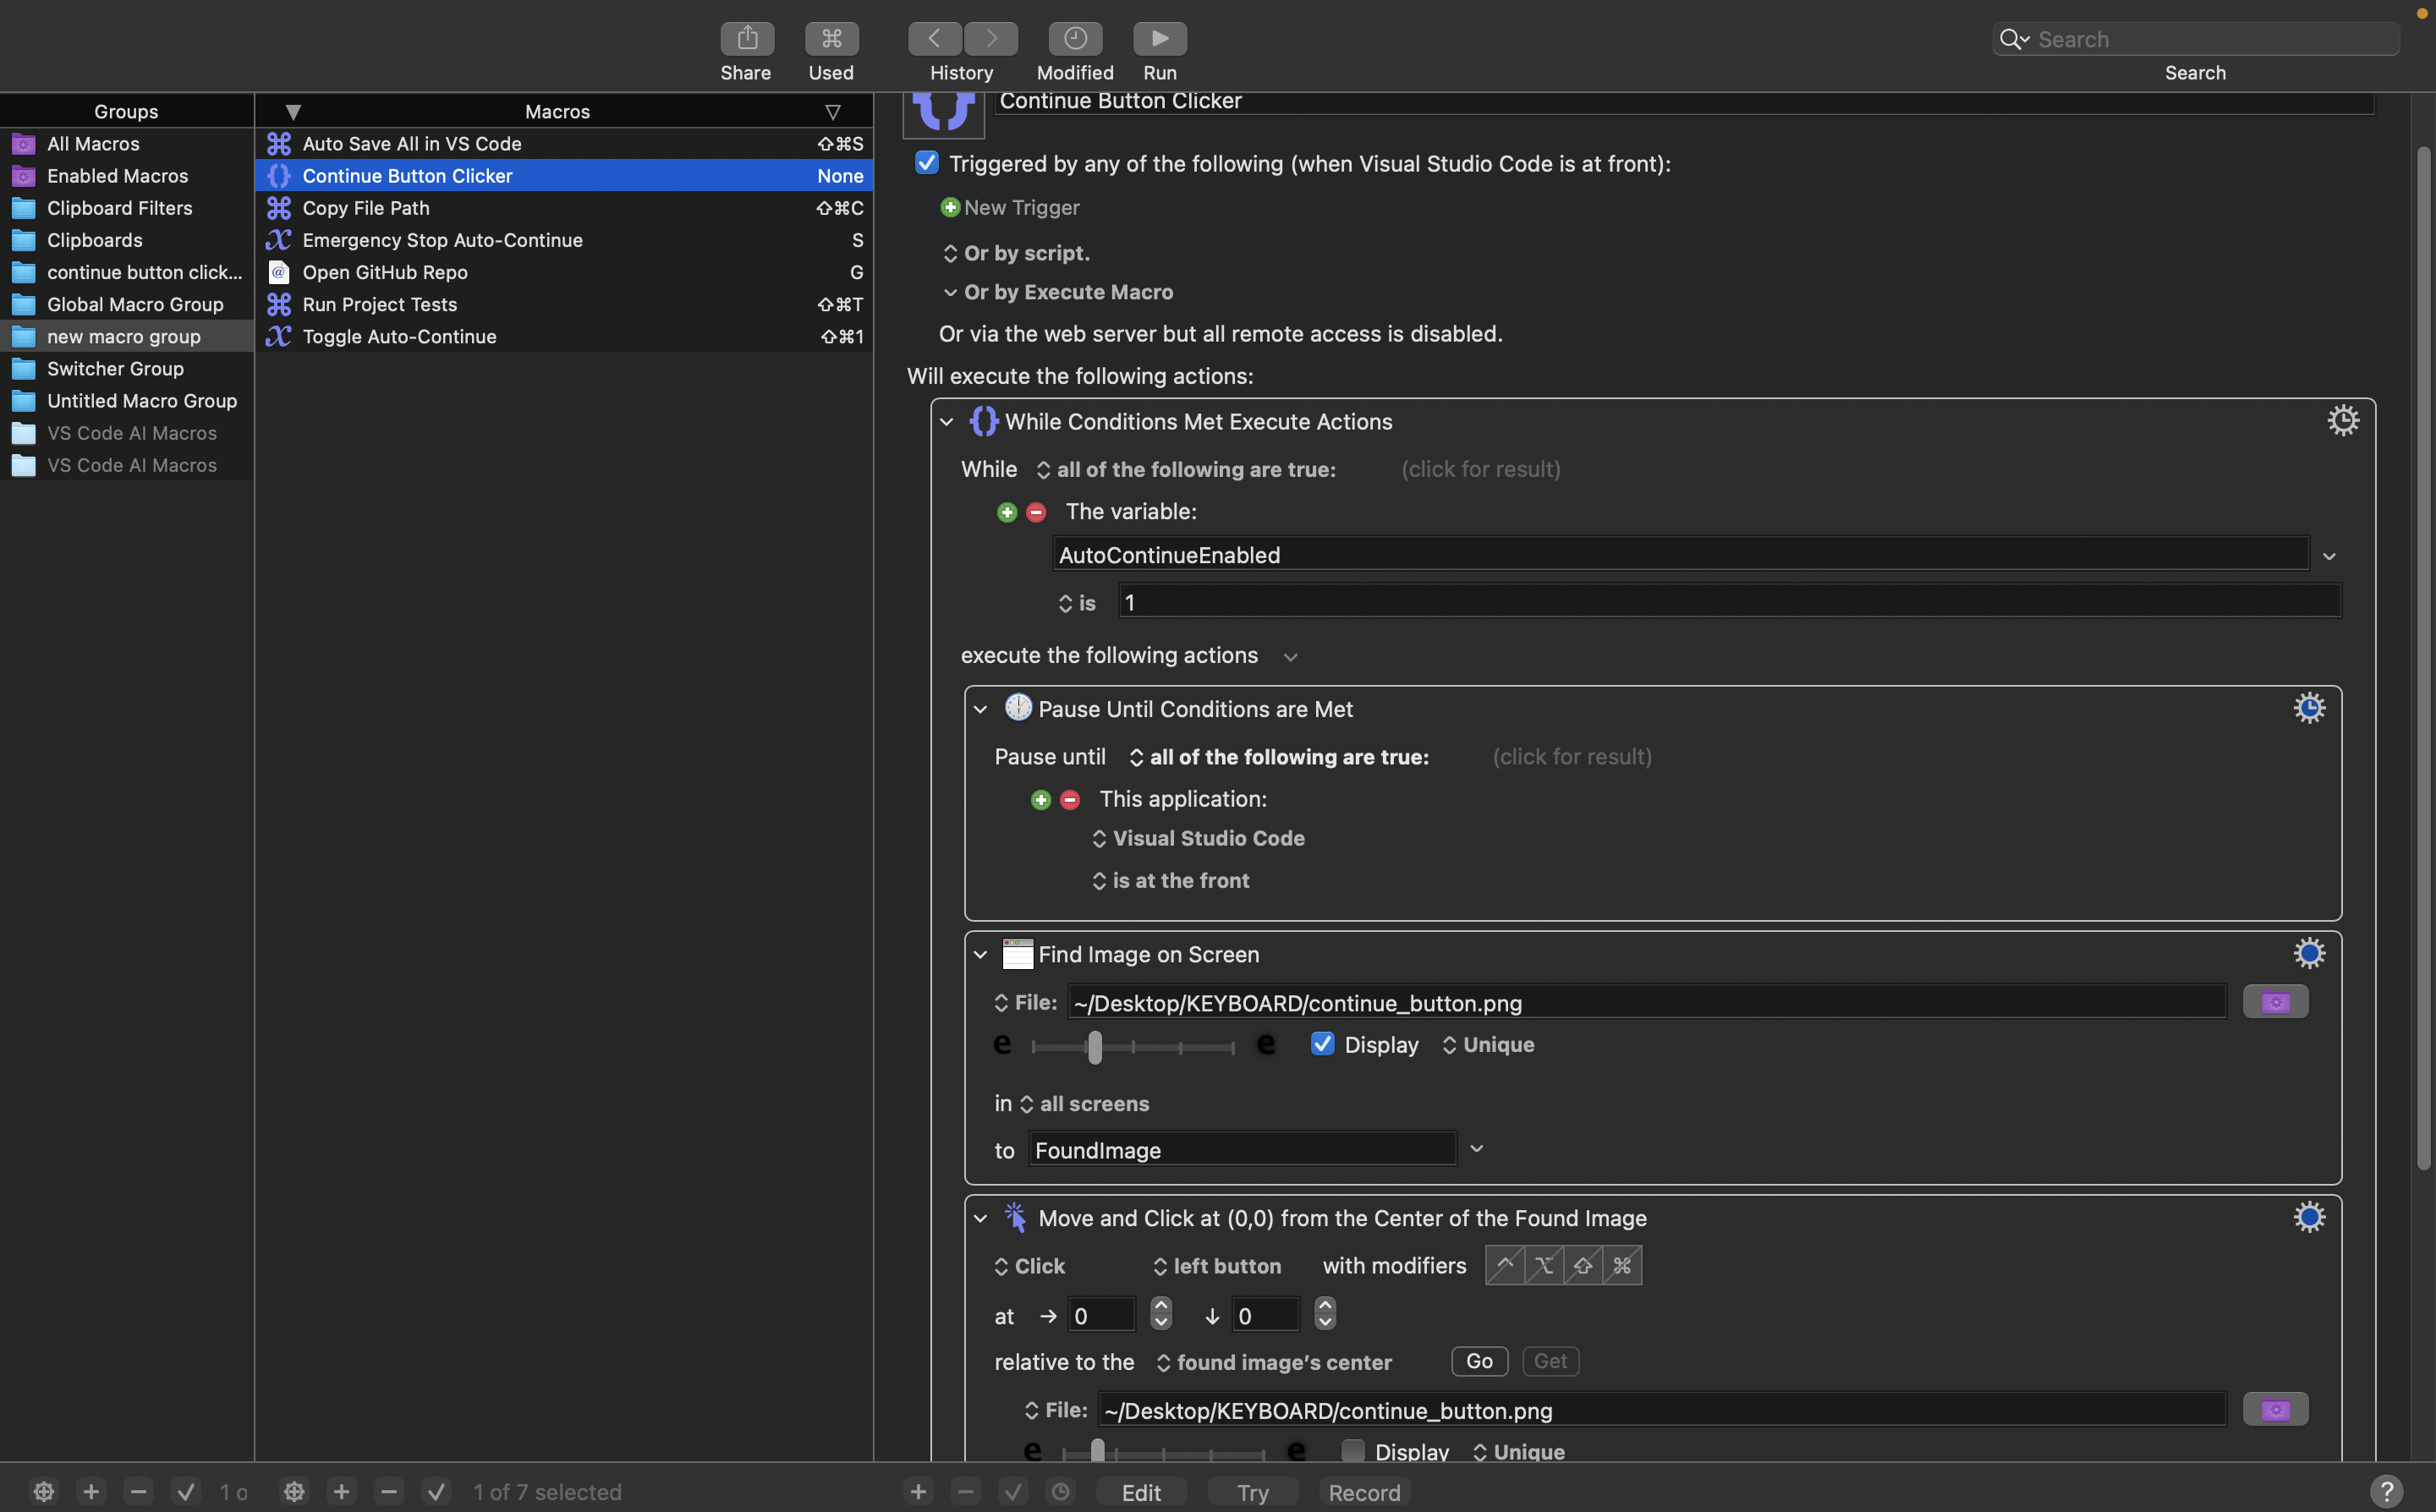 Share
Used
History
Modified
Run
Search
Search
Groups
All Macros
Enabled Macros
Clipboard Filters
Clipboards
continue button click...
Global Macro Group
new macro group
Switcher Group
Untitled Macro Group
VS Code AI Macros
VS Code AI Macros
Macros
Auto Save All in VS Code ⇧⌘S
Continue Button Clicker None
Copy File Path ⇧⌘C
Emergency Stop Auto-Continue S
Open GitHub Repo G
Run Project Tests ⇧⌘T
Toggle Auto-Continue ⇧⌘1
Continue Button Clicker
Triggered by any of the following (when Visual Studio Code is at front):
New Trigger
Or by script.
Or by Execute Macro
Or via the web server but all remote access is disabled.
Will execute the following actions:
While Conditions Met Execute Actions
While all of the following are true: (click for result)
The variable:
AutoContinueEnabled
is 1
execute the following actions
Pause Until Conditions are Met
Pause until all of the following are true: (click for result)
This application:
Visual Studio Code
is at the front
Find Image on Screen
File: ~/Desktop/KEYBOARD/continue_button.png
e e Display Unique
in all screens
to FoundImage
Move and Click at (0,0) from the Center of the Found Image
Click left button with modifiers
at → 0 ↓ 0
relative to the found image's center Go Get
File: ~/Desktop/KEYBOARD/continue_button.png
e e Display Unique
1 o
1 of 7 selected
Edit Try Record ?